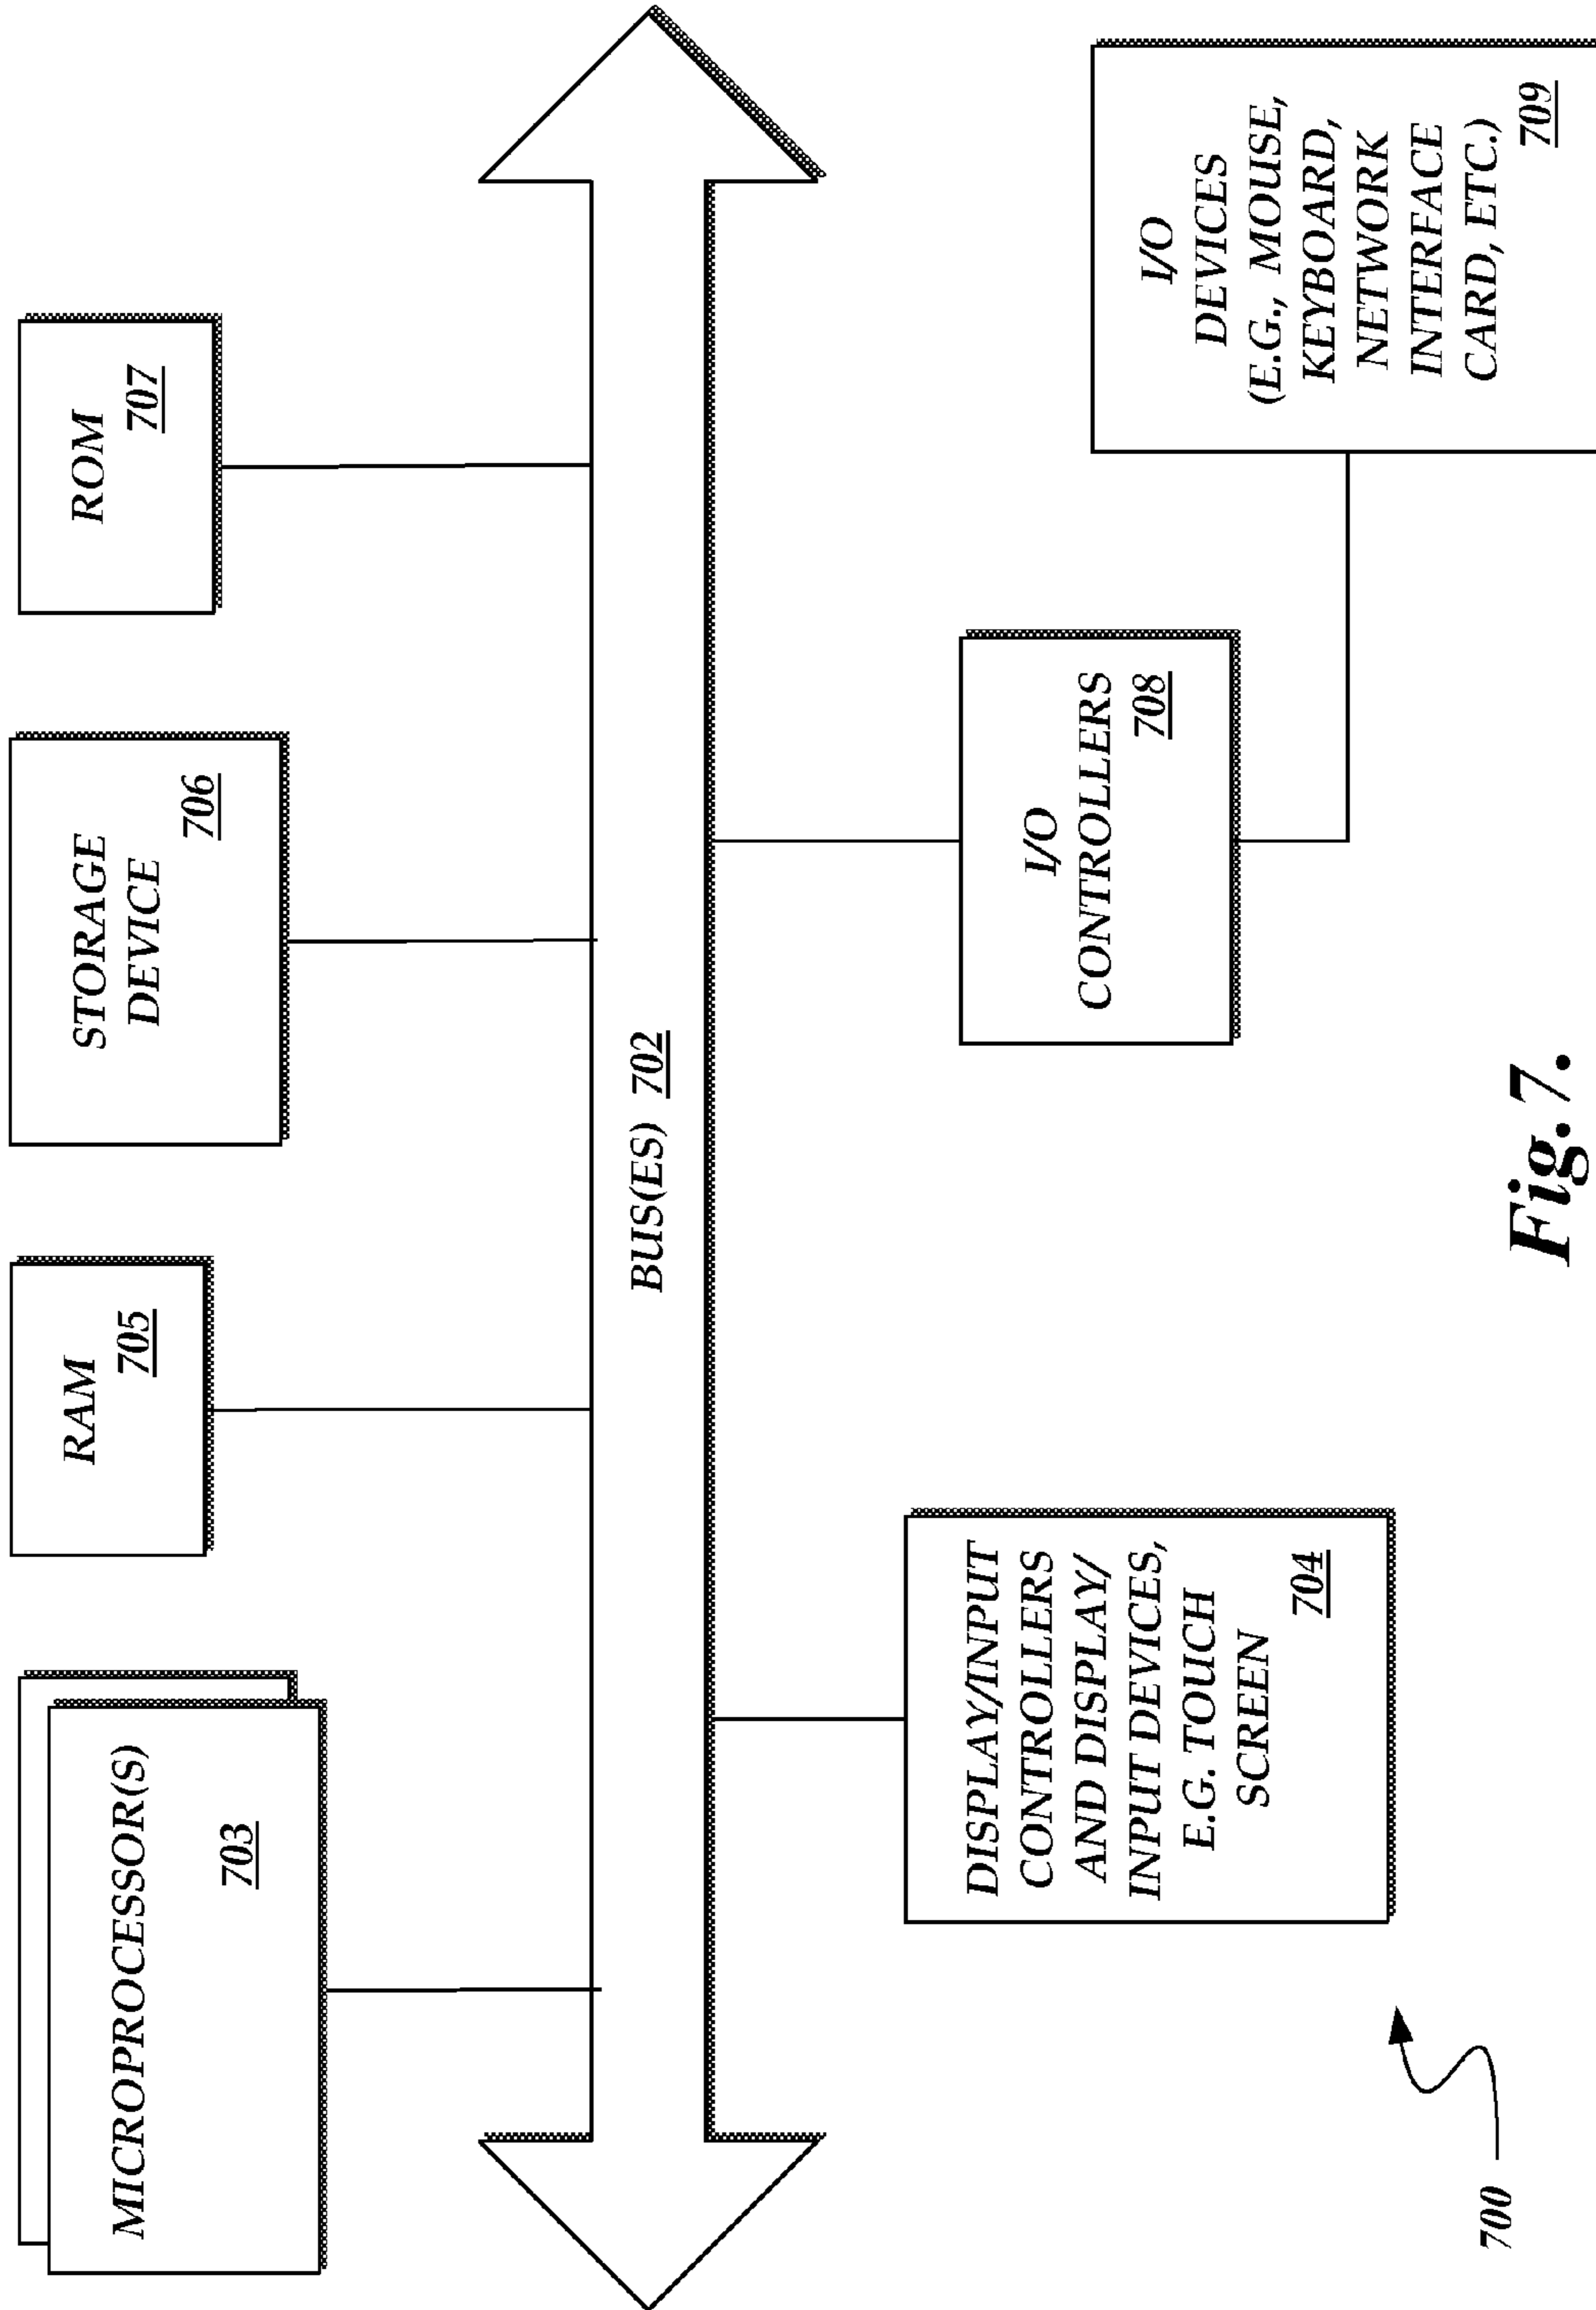 MICROPROCESSOR(S)
703
RAM
705
STORAGE
DEVICE
706
ROM
707
BUS(ES) 702
DISPLAY/INPUT
CONTROLLERS
AND DISPLAY/
INPUT DEVICES,
E.G. TOUCH
SCREEN
704
I/O
CONTROLLERS
708
I/O
DEVICES
(E.G., MOUSE,
KEYBOARD,
NETWORK
INTERFACE
CARD, ETC.)
709
700
Fig.7.